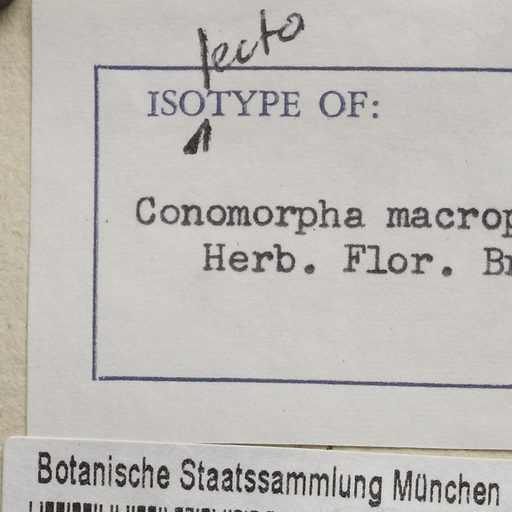 lecto
ISOTYPE OF:
Conomorpha macrop
Herb. Flor. Br
Botanische Staatssammlung München